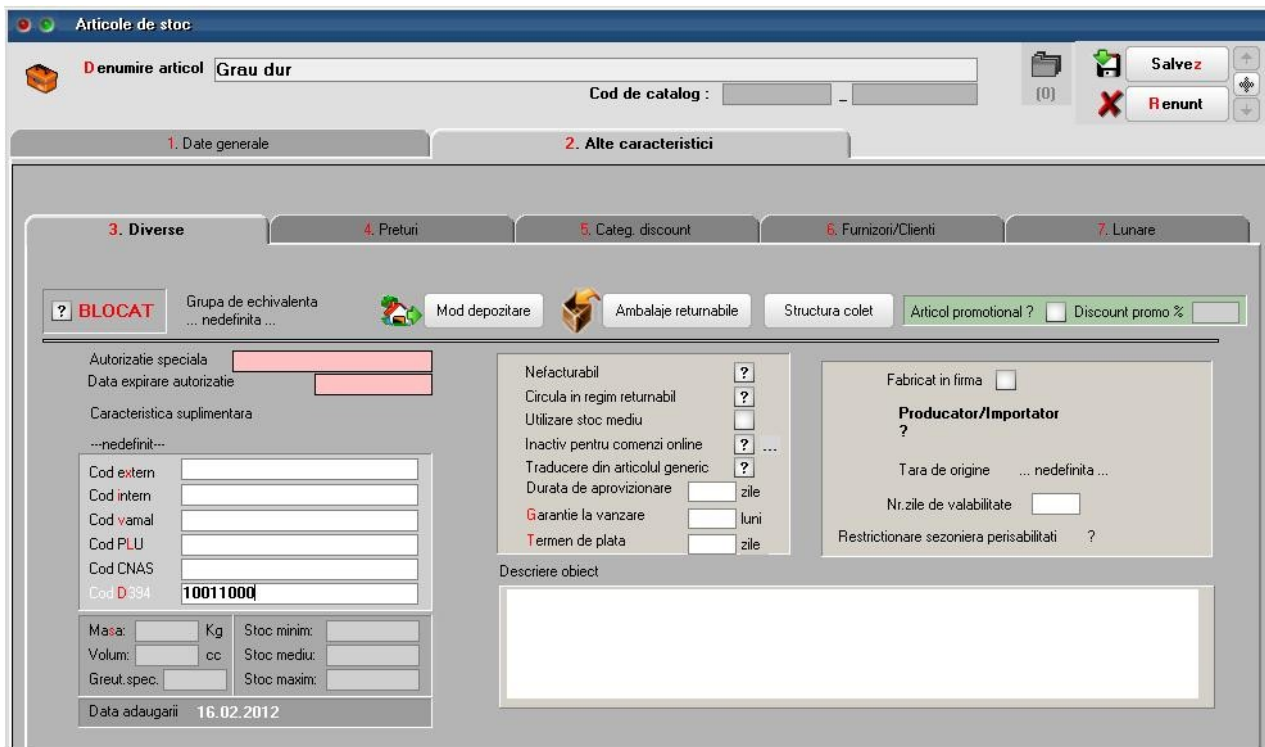 Articole de stoc
Denumire articol Grau dur
Cod de catalog : _
(0)
Salvez
Renunt
1. Date generale
2. Alte caracteristici
3. Diverse
4. Preturi
5. Categ. discount
6. Furnizori/Clienti
7. Lunare
? BLOCAT
Grupa de echivalenta
... nedefinita ...
Mod depozitare
Ambalaje returnabile
Structura colet
Articol promotional ? Discount promo %
Autorizatie speciala
Data expirare autorizatie
Caracteristica suplimentara
---nedefinit---
Cod extern
Cod intern
Cod vamal
Cod PLU
Cod CNAS
Cod D394 10011000
Masa: Kg Stoc minim:
Volum: cc Stoc mediu:
Greut.spec. Stoc maxim:
Data adaugarii 16.02.2012
Nefacturabil ?
Circula in regim returnabil ?
Utilizare stoc mediu
Inactiv pentru comenzi online ? ...
Traducere din articolul generic ?
Durata de aprovizionare zile
Garantie la vanzare luni
Termen de plata zile
Descriere obiect
Fabricat in firma
Producator/Importator
?
Tara de origine ... nedefinita ...
Nr.zile de valabilitate
Restrictionare sezoniera perisabilitati ?